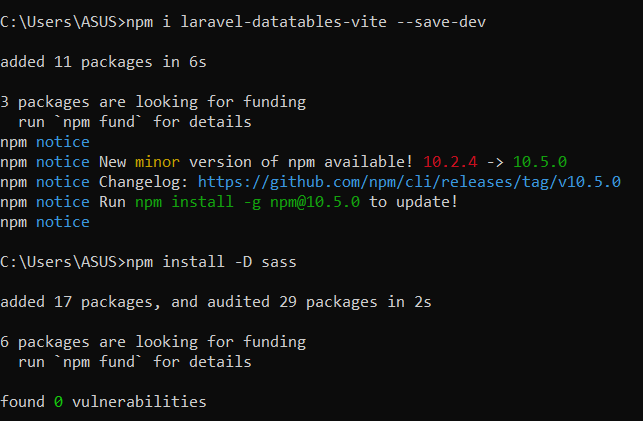 C:\Users\ASUS>npm i laravel-datatables-vite --save-dev
added 11 packages in 6s
3 packages are looking for funding
  run `npm fund` for details
npm notice
npm notice New minor version of npm available! 10.2.4 -> 10.5.0
npm notice Changelog: https://github.com/npm/cli/releases/tag/v10.5.0
npm notice Run npm install -g npm@10.5.0 to update!
npm notice
C:\Users\ASUS>npm install -D sass
added 17 packages, and audited 29 packages in 2s
6 packages are looking for funding
  run `npm fund` for details
found 0 vulnerabilities